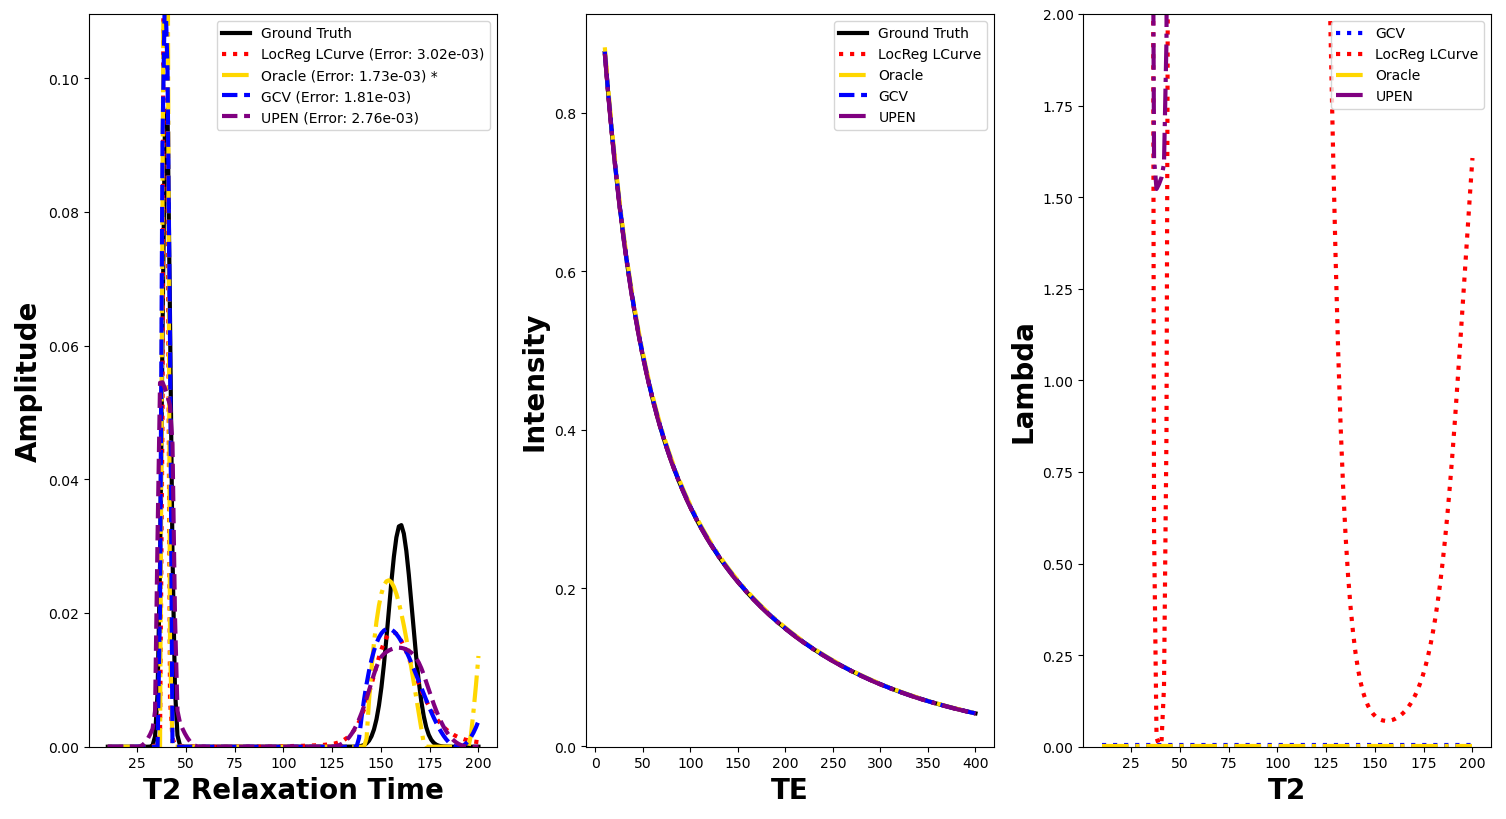 Amplitude
0.10
0.08
0.06
0.04
0.02
0.00
Ground Truth
LocReg LCurve (Error: 3.02e-03)
Oracle (Error: 1.73e-03) *
GCV (Error: 1.81e-03)
UPEN (Error: 2.76e-03)
25 50 75 100 125 150 175 200
T2 Relaxation Time
Intensity
0.8
0.6
0.4
0.2
0.0
Ground Truth
LocReg LCurve
Oracle
GCV
UPEN
0 50 100 150 200 250 300 350 400
TE
Lambda
2.00
1.75
1.50
1.25
1.00
0.75
0.50
0.25
0.00
GCV
LocReg LCurve
Oracle
UPEN
25 50 75 100 125 150 175 200
T2